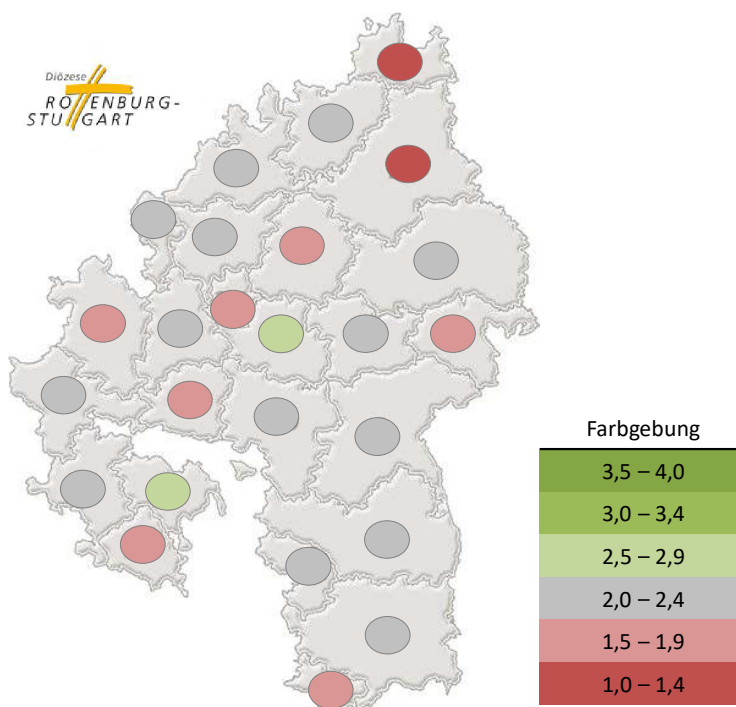 Diözese
ROTTENBURG-
STUTTGART
Farbgebung
3,5 – 4,0
3,0 – 3,4
2,5 – 2,9
2,0 – 2,4
1,5 – 1,9
1,0 – 1,4